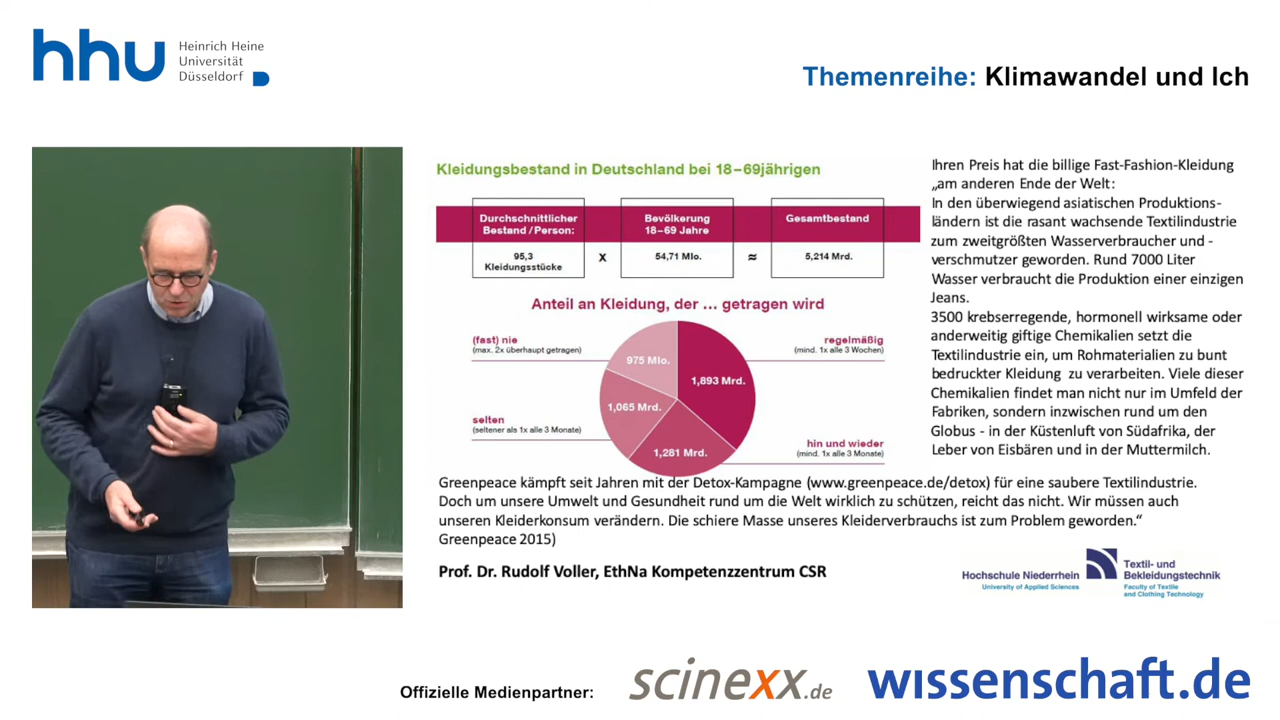 hhu
Heinrich Heine
Universität
Düsseldorf
Themenreihe: Klimawandel und Ich
Kleidungsbestand in Deutschland bei 18–69jährigen
Durchschnittlicher
Bestand/Person:
95,3
Kleidungsstücke
x
Bevölkerung
18–69 Jahre
54,71 Mio.
≈
Gesamtbestand
5,214 Mrd.
Anteil an Kleidung, der ... getragen wird
(fast) nie
(max. 2x überhaupt getragen)
975 Mio.
regelmäßig
(mind. 1x alle 3 Wochen)
1,893 Mrd.
selten
(seltener als 1x alle 3 Monate)
1,065 Mrd.
hin und wieder
(mind. 1x alle 3 Monate)
1,281 Mrd.
Ihren Preis hat die billige Fast-Fashion-Kleidung
„am anderen Ende der Welt:
In den überwiegend asiatischen Produktions-
ländern ist die rasant wachsende Textilindustrie
zum zweitgrößten Wasserverbraucher und -
verschmutzer geworden. Rund 7000 Liter
Wasser verbraucht die Produktion einer einzigen
Jeans.
3500 krebserregende, hormonell wirksame oder
anderweitig giftige Chemikalien setzt die
Textilindustrie ein, um Rohmaterialien zu bunt
bedruckter Kleidung zu verarbeiten. Viele dieser
Chemikalien findet man nicht nur im Umfeld der
Fabriken, sondern inzwischen rund um den
Globus - in der Küstenluft von Südafrika, der
Leber von Eisbären und in der Muttermilch.
Greenpeace kämpft seit Jahren mit der Detox-Kampagne (www.greenpeace.de/detox) für eine saubere Textilindustrie.
Doch um unsere Umwelt und Gesundheit rund um die Welt wirklich zu schützen, reicht das nicht. Wir müssen auch
unseren Kleiderkonsum verändern. Die schiere Masse unseres Kleiderverbrauchs ist zum Problem geworden.“
Greenpeace 2015)
Prof. Dr. Rudolf Voller, EthNa Kompetenzzentrum CSR
Hochschule Niederrhein
University of Applied Sciences
Textil- und
Bekleidungstechnik
Faculty of Textile
and Clothing Technology
Offizielle Medienpartner:
scinexx.de
wissenschaft.de